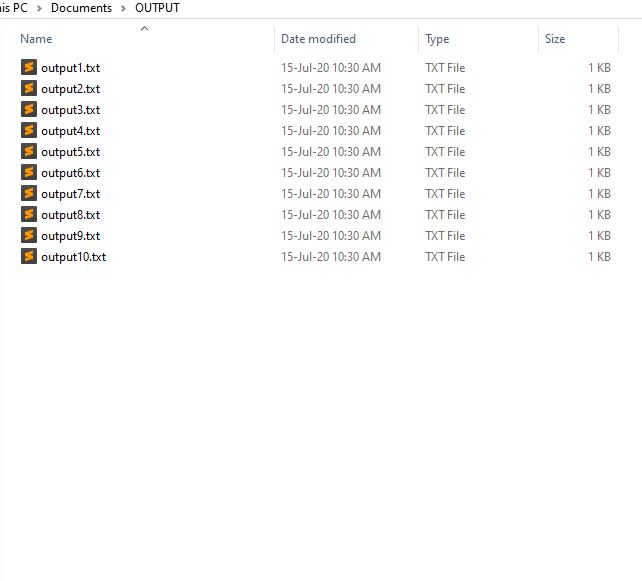 his PC > Documents > OUTPUT
Name Date modified Type Size
output1.txt 15-Jul-20 10:30 AM TXT File 1 KB
output2.txt 15-Jul-20 10:30 AM TXT File 1 KB
output3.txt 15-Jul-20 10:30 AM TXT File 1 KB
output4.txt 15-Jul-20 10:30 AM TXT File 1 KB
output5.txt 15-Jul-20 10:30 AM TXT File 1 KB
output6.txt 15-Jul-20 10:30 AM TXT File 1 KB
output7.txt 15-Jul-20 10:30 AM TXT File 1 KB
output8.txt 15-Jul-20 10:30 AM TXT File 1 KB
output9.txt 15-Jul-20 10:30 AM TXT File 1 KB
output10.txt 15-Jul-20 10:30 AM TXT File 1 KB